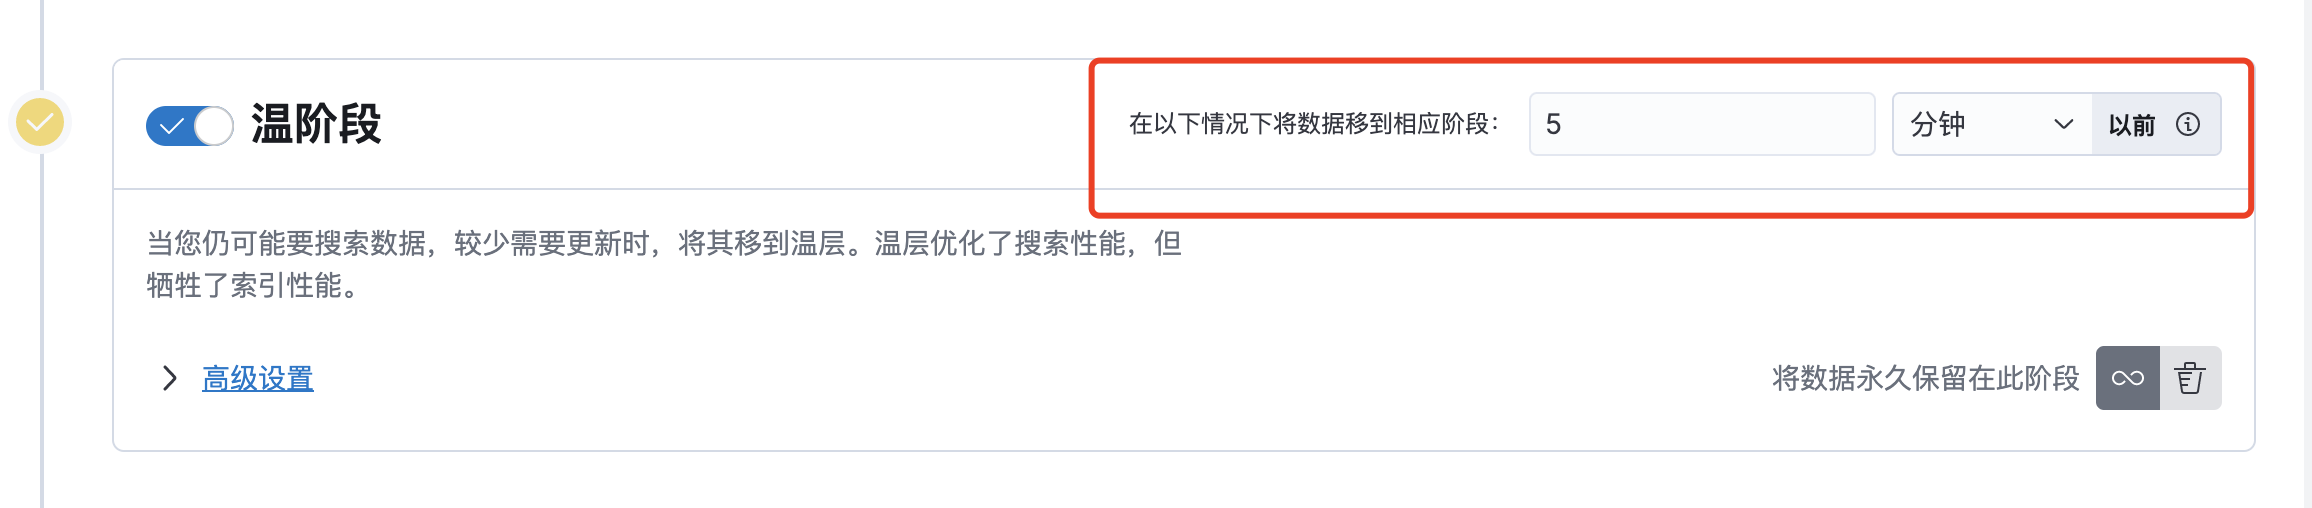 温阶段
在以下情况下将数据移到相应阶段：
5
分钟
以前
当您仍可能要搜索数据，较少需要更新时，将其移到温层。温层优化了搜索性能，但
牺牲了索引性能。
高级设置
将数据永久保留在此阶段